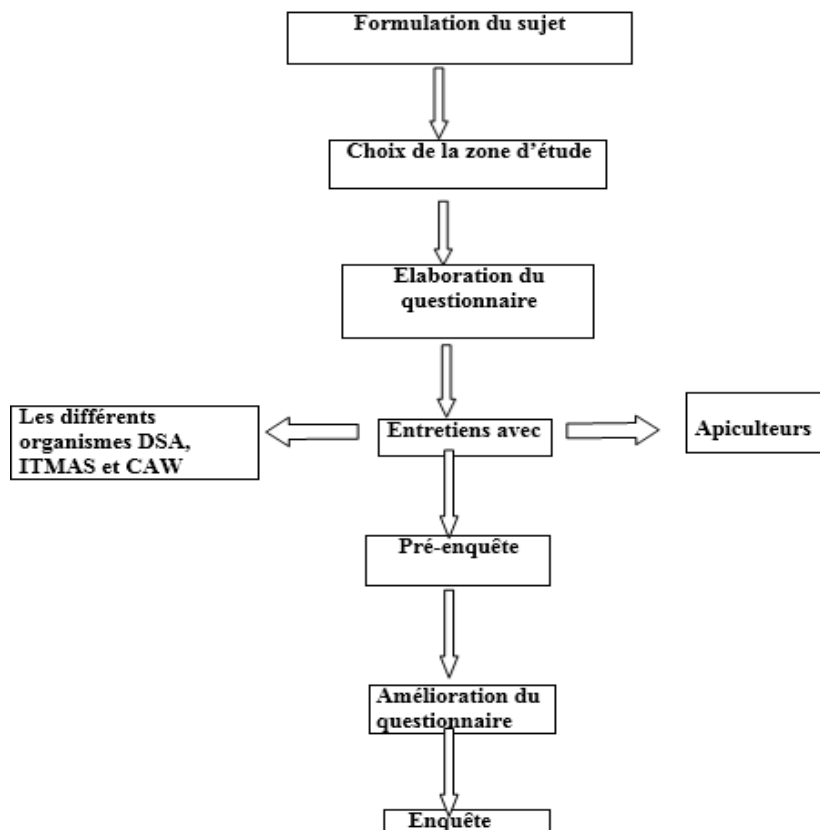 Formulation du sujet
Choix de la zone d’étude
Elaboration du
questionnaire
Les différents
organismes DSA,
ITMAS et CAW
Entretiens avec
Apiculteurs
Pré-enquête
Amélioration du
questionnaire
Enquête